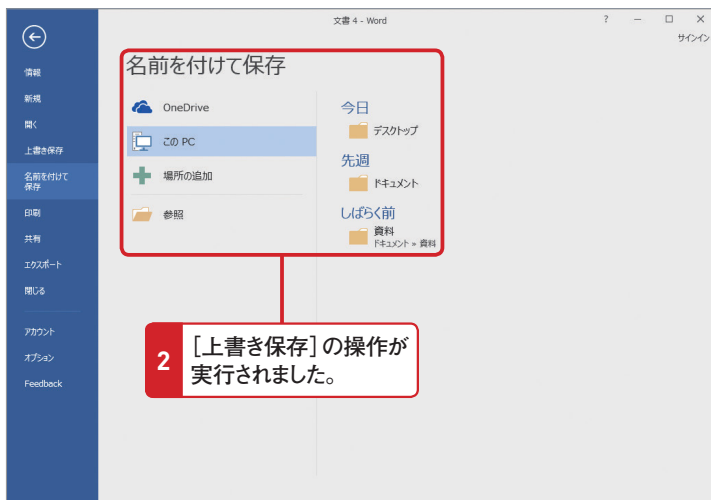 文書 4 - Word
?
サインイン
情報
新規
開く
上書き保存
名前を付けて
保存
印刷
共有
エクスポート
閉じる
アカウント
オプション
Feedback
名前を付けて保存
OneDrive
この PC
場所の追加
参照
今日
デスクトップ
先週
ドキュメント
しばらく前
資料
ドキュメント » 資料
2
[上書き保存]の操作が
実行されました。